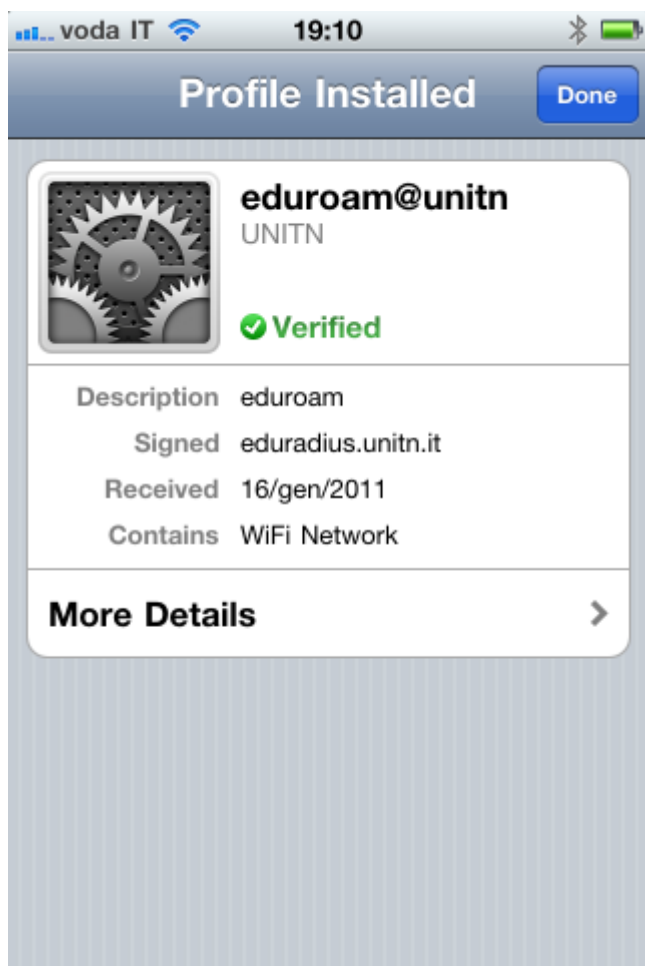 voda IT 19:10
Profile Installed Done
eduroam@unitn
UNITN
Verified
Description eduroam
Signed eduradius.unitn.it
Received 16/gen/2011
Contains WiFi Network
More Details